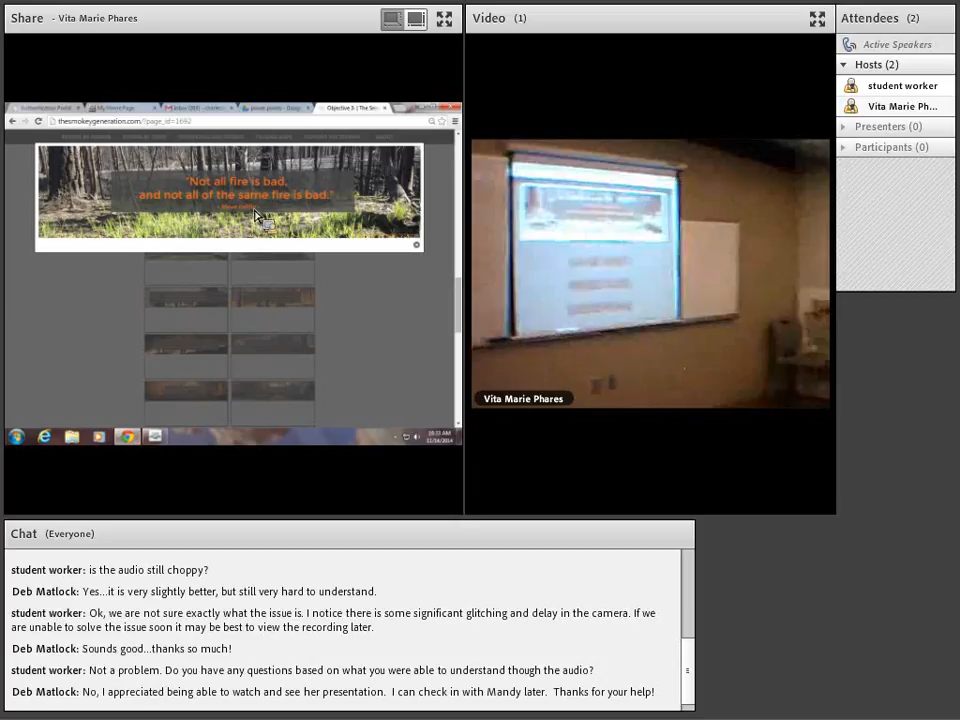 Share - Vita Marie Phares
Video (1)
Attendees (2)
Active Speakers
Hosts (2)
student worker
Vita Marie Ph...
Presenters (0)
Participants (0)
My Home Page
thesmokeygeneration.com/?page_id=1692
"Not all fire is bad,
and not all of the same fire is bad."
10:33 AM
Vita Marie Phares
Chat (Everyone)
student worker: is the audio still choppy?
Deb Matlock: Yes...it is very slightly better, but still very hard to understand.
student worker: Ok, we are not sure exactly what the issue is. I notice there is some significant glitching and delay in the camera. If we
are unable to solve the issue soon it may be best to view the recording later.
Deb Matlock: Sounds good...thanks so much!
student worker: Not a problem. Do you have any questions based on what you were able to understand though the audio?
Deb Matlock: No, I appreciated being able to watch and see her presentation. I can check in with Mandy later. Thanks for your help!